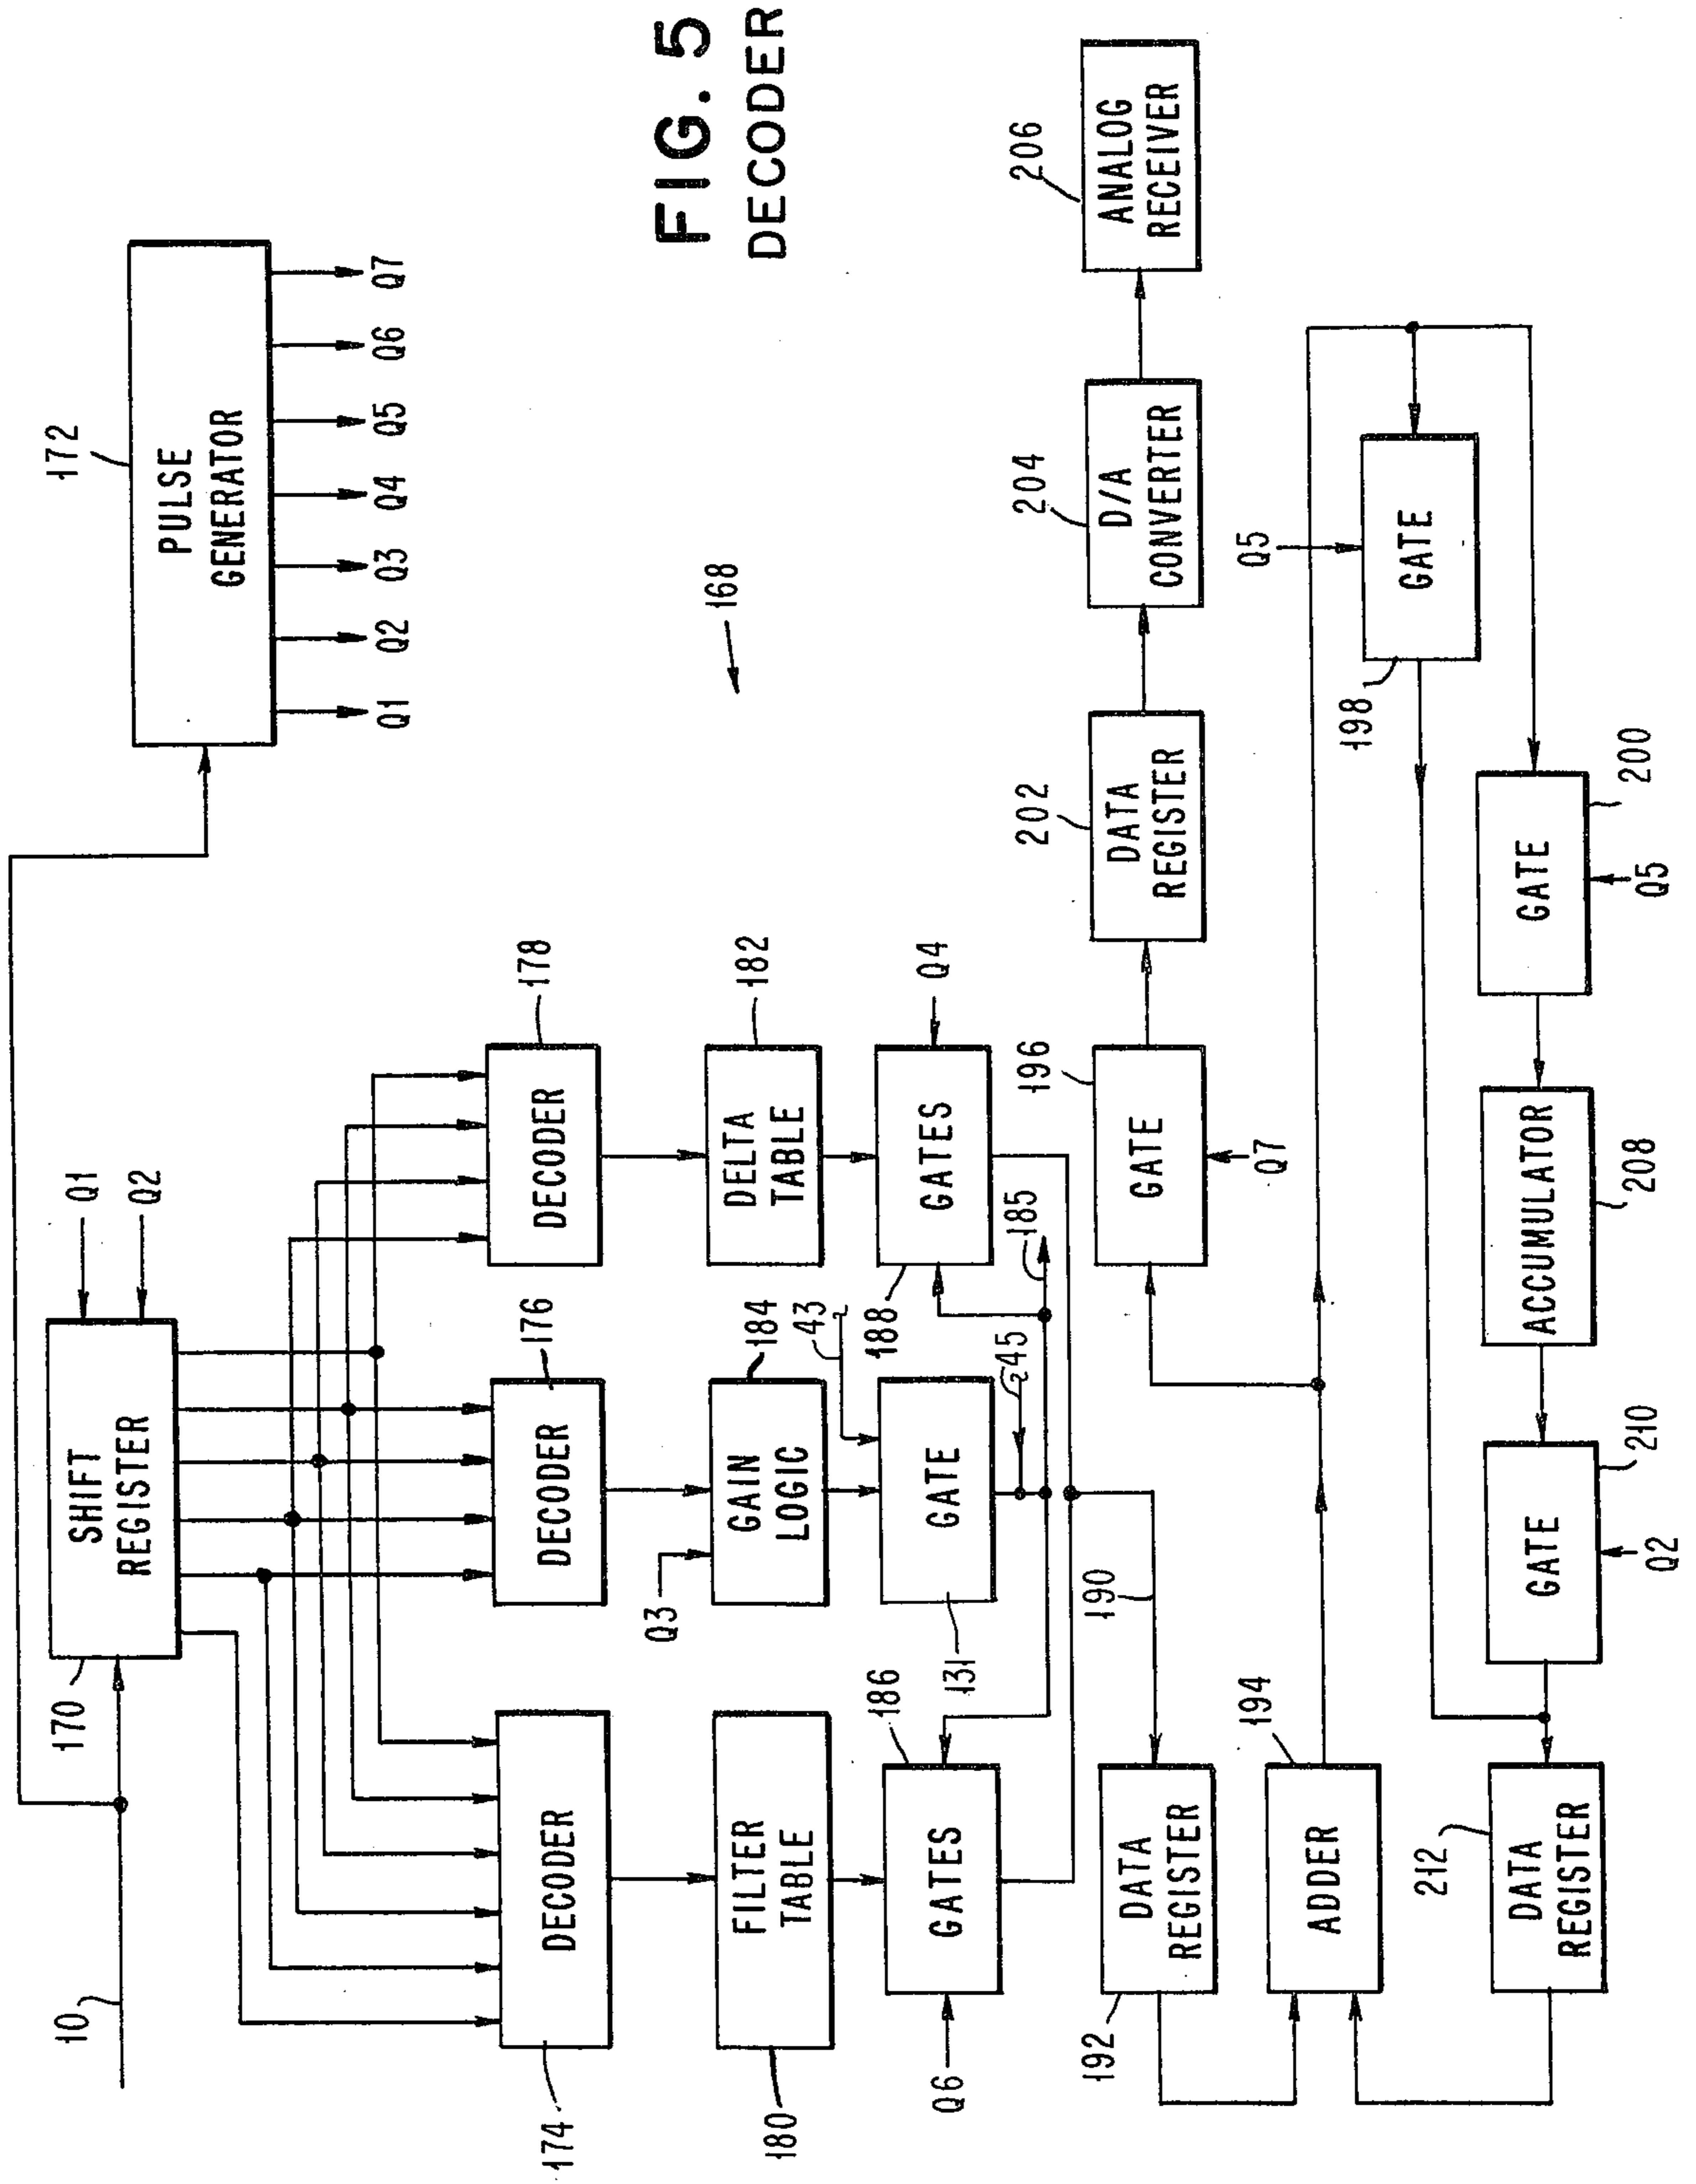 FIG. 5
DECODER
10
170
SHIFT
REGISTER
Q1
Q2
172
PULSE
GENERATOR
Q1
Q2
Q3
Q4
Q5
Q6
Q7
168
174
DECODER
176
DECODER
178
DECODER
180
FILTER
TABLE
Q3
184
GAIN
LOGIC
182
DELTA
TABLE
186
GATES
Q6
131
GATE
43
45
188
GATES
Q4
185
190
192
DATA
REGISTER
196
GATE
Q7
202
DATA
REGISTER
204
D/A
CONVERTER
206
ANALOG
RECEIVER
194
ADDER
198
GATE
Q5
212
DATA
REGISTER
210
GATE
Q2
208
ACCUMULATOR
200
GATE
Q5